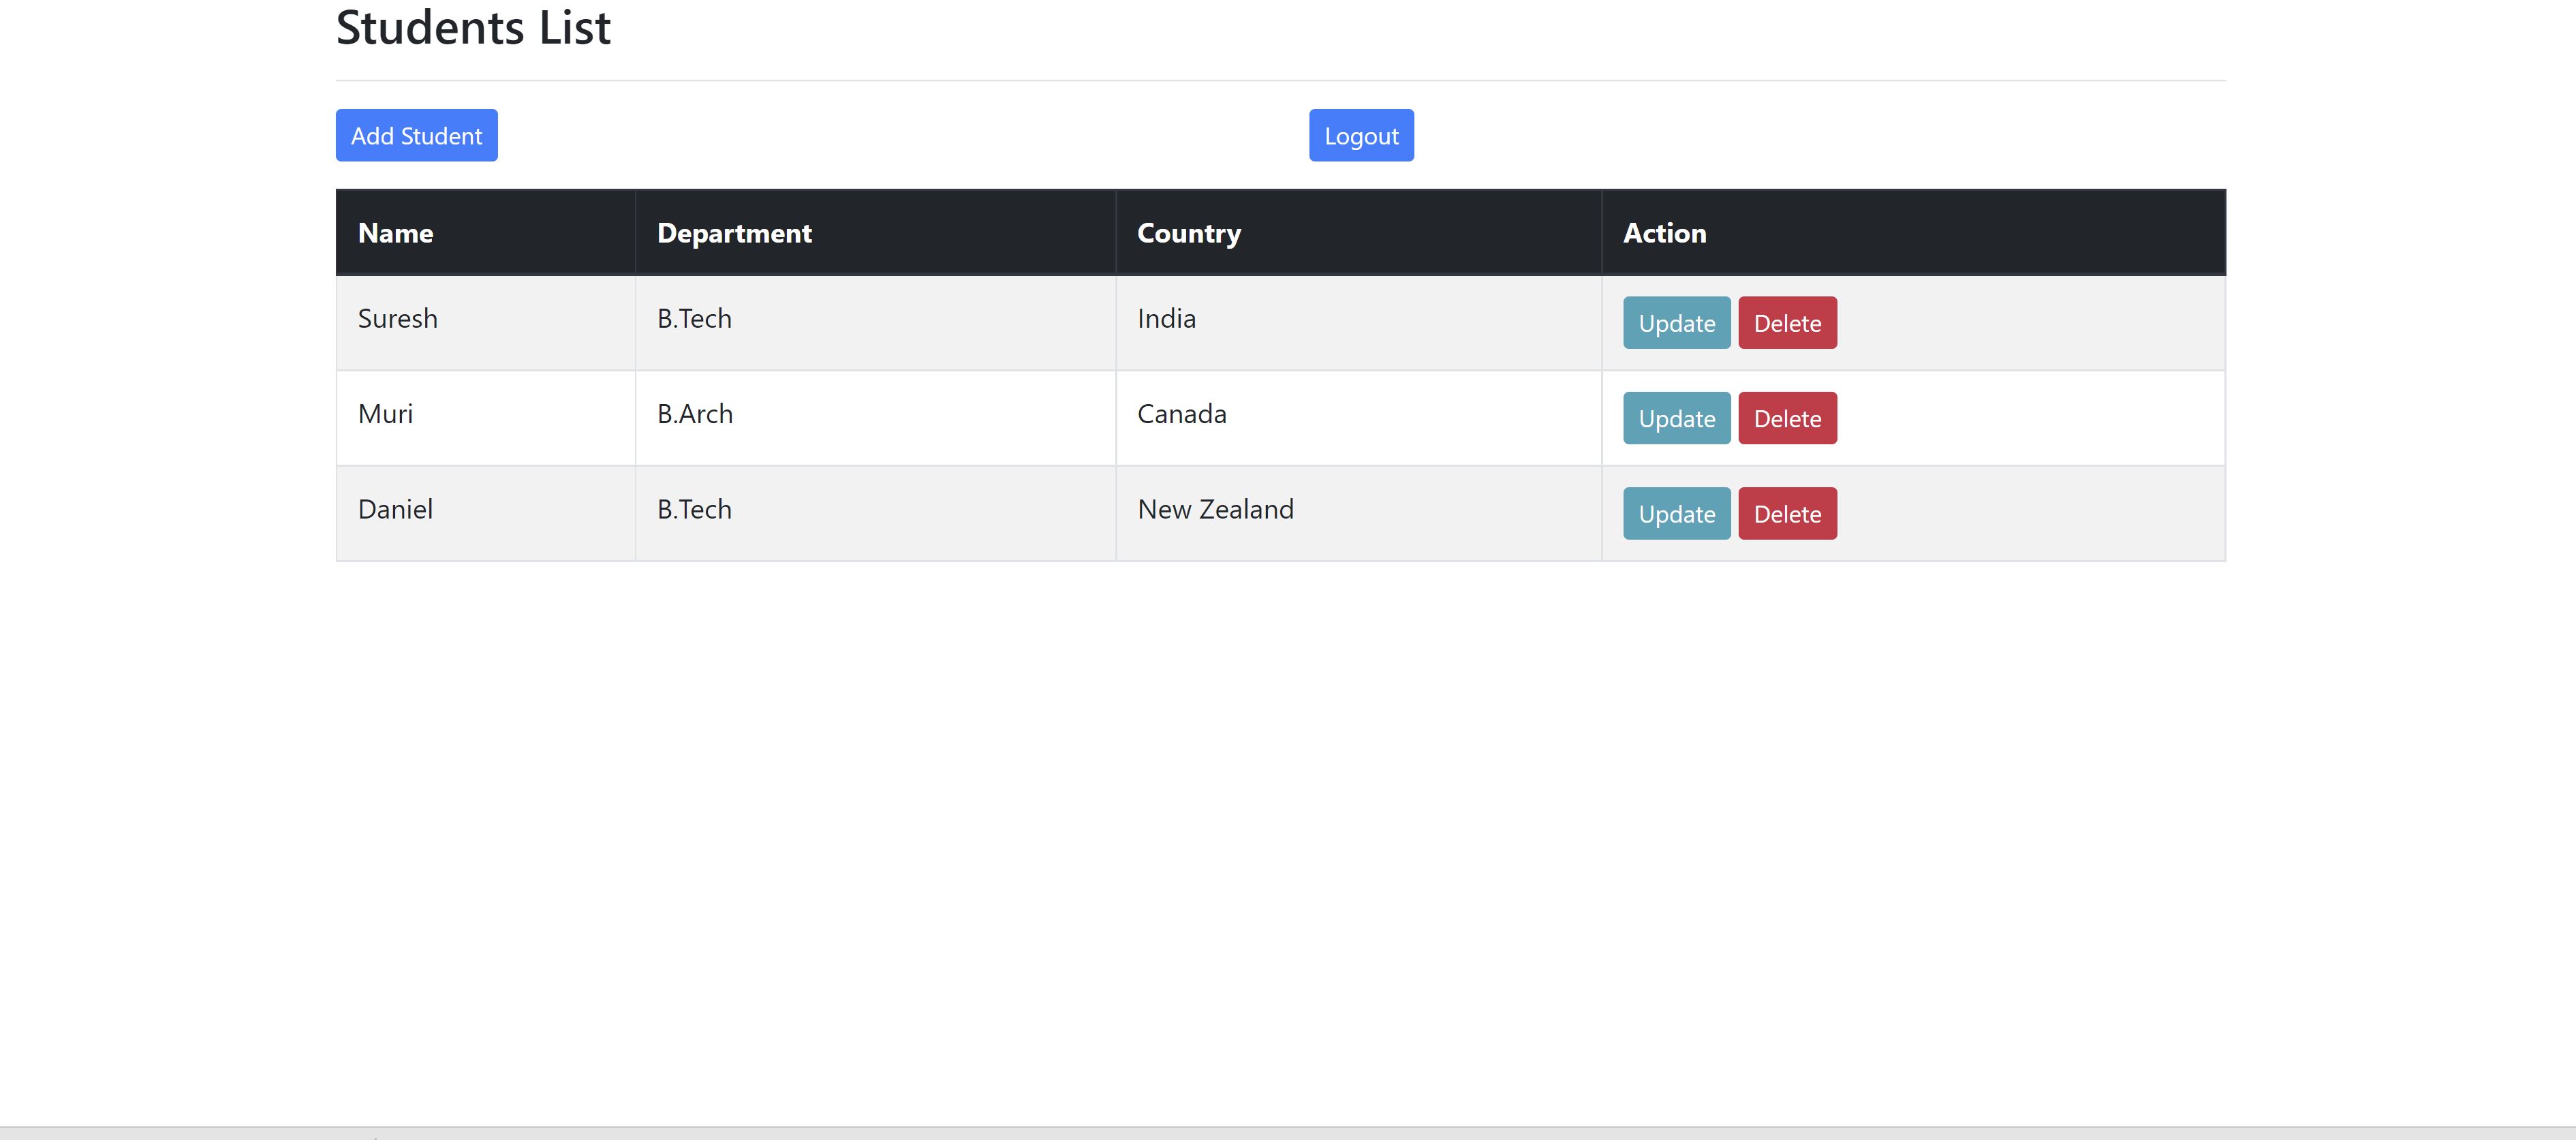 Students List
Add Student Logout
Name Department Country Action
Suresh B.Tech India Update Delete
Muri B.Arch Canada Update Delete
Daniel B.Tech New Zealand Update Delete